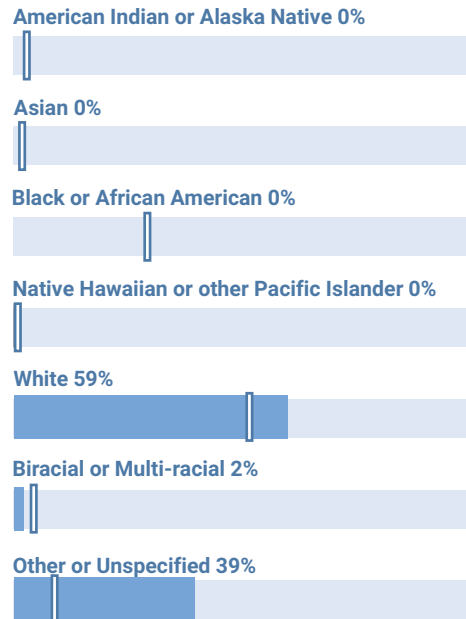 American Indian or Alaska Native 0%
Asian 0%
Black or African American 0%
Native Hawaiian or other Pacific Islander 0%
White 59%
Biracial or Multi-racial 2%
Other or Unspecified 39%